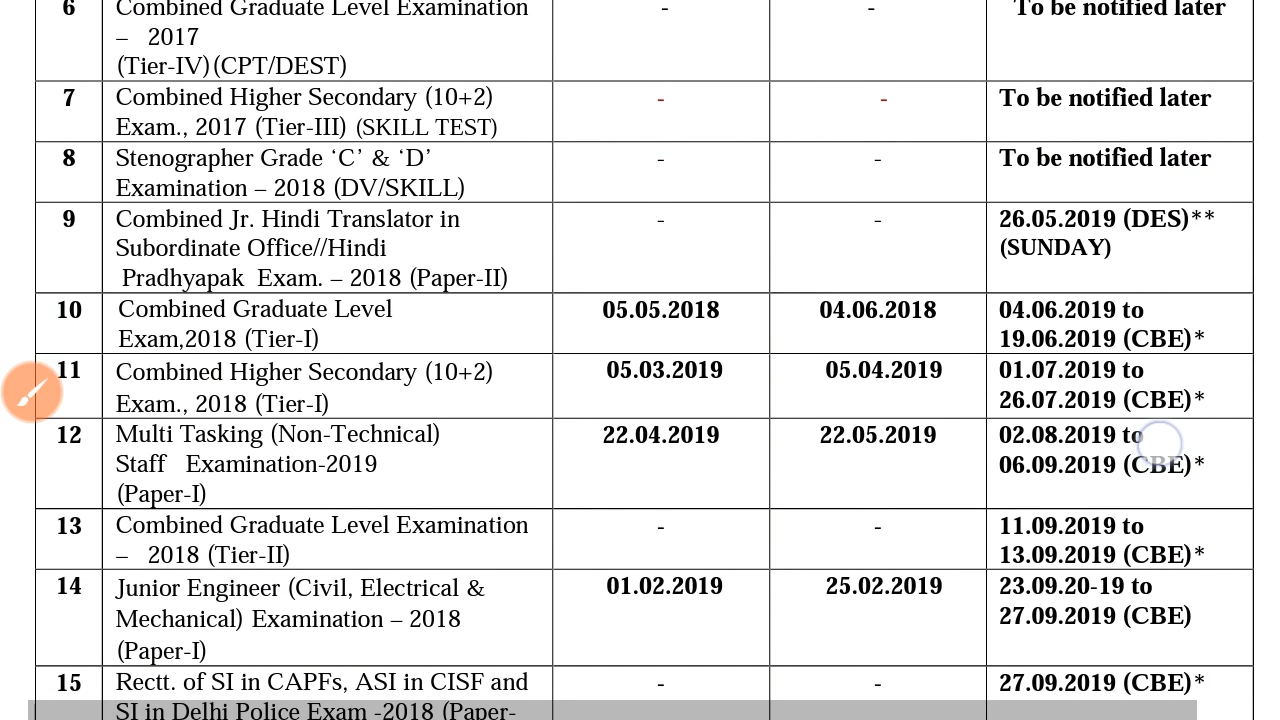 6 Combined Graduate Level Examination - - To be notified later
– 2017
(Tier-IV)(CPT/DEST)
7 Combined Higher Secondary (10+2) - - To be notified later
Exam., 2017 (Tier-III) (SKILL TEST)
8 Stenographer Grade ‘C’ & ‘D’ - - To be notified later
Examination – 2018 (DV/SKILL)
9 Combined Jr. Hindi Translator in - - 26.05.2019 (DES)**
Subordinate Office//Hindi (SUNDAY)
Pradhyapak Exam. – 2018 (Paper-II)
10 Combined Graduate Level 05.05.2018 04.06.2018 04.06.2019 to
Exam,2018 (Tier-I) 19.06.2019 (CBE)*
11 Combined Higher Secondary (10+2) 05.03.2019 05.04.2019 01.07.2019 to
Exam., 2018 (Tier-I) 26.07.2019 (CBE)*
12 Multi Tasking (Non-Technical) 22.04.2019 22.05.2019 02.08.2019 to
Staff Examination-2019 06.09.2019 (CBE)*
(Paper-I)
13 Combined Graduate Level Examination - - 11.09.2019 to
– 2018 (Tier-II) 13.09.2019 (CBE)*
14 Junior Engineer (Civil, Electrical & 01.02.2019 25.02.2019 23.09.20-19 to
Mechanical) Examination – 2018 27.09.2019 (CBE)
(Paper-I)
15 Rectt. of SI in CAPFs, ASI in CISF and - - 27.09.2019 (CBE)*
SI in Delhi Police Exam -2018 (Paper-